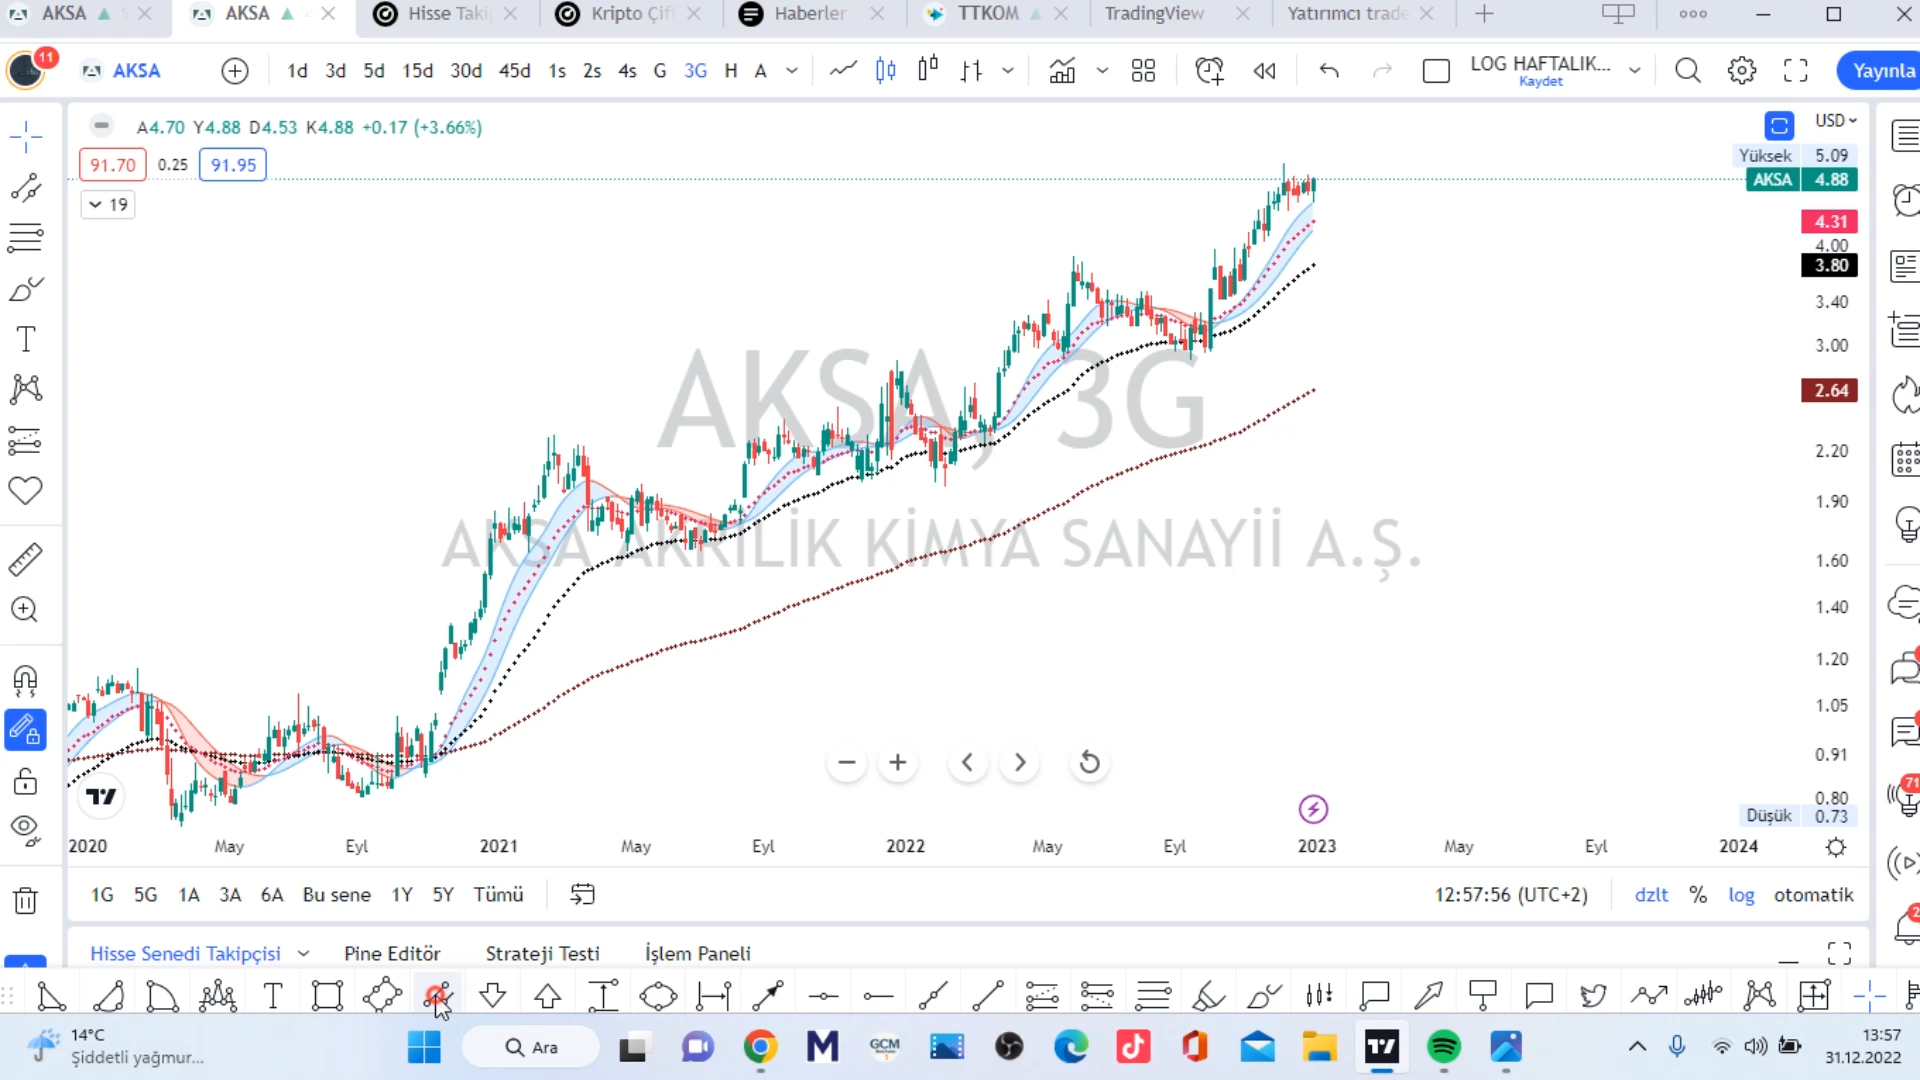 AKSA
AKSA
Hisse Taki
Kripto Çif
Haberler
TTKOM
TradingView
Yatırımcı trade
11
AKSA
1d 3d 5d 15d 30d 45d 1s 2s 4s G 3G H A
LOG HAFTALIK...
Kaydet
Yayınla
A4.70 Y4.88 D4.53 K4.88 +0.17 (+3.66%)
USD
91.70 0.25 91.95
19
Yüksek 5.09
AKSA 4.88
4.31
4.00
3.80
3.40
3.00
2.64
2.20
1.90
1.60
1.40
1.20
1.05
0.91
0.80
Düşük 0.73
AKSA, 3G
AKSA AKRİLİK KİMYA SANAYİİ A.Ş.
71
2020 May Eyl 2021 May Eyl 2022 May Eyl 2023 May Eyl 2024
1G 5G 1A 3A 6A Bu sene 1Y 5Y Tümü
12:57:56 (UTC+2) dzlt % log otomatik
Hisse Senedi Takipçisi Pine Editör Strateji Testi İşlem Paneli
T
14°C
Şiddetli yağmur...
Ara
GCM
13:57
31.12.2022